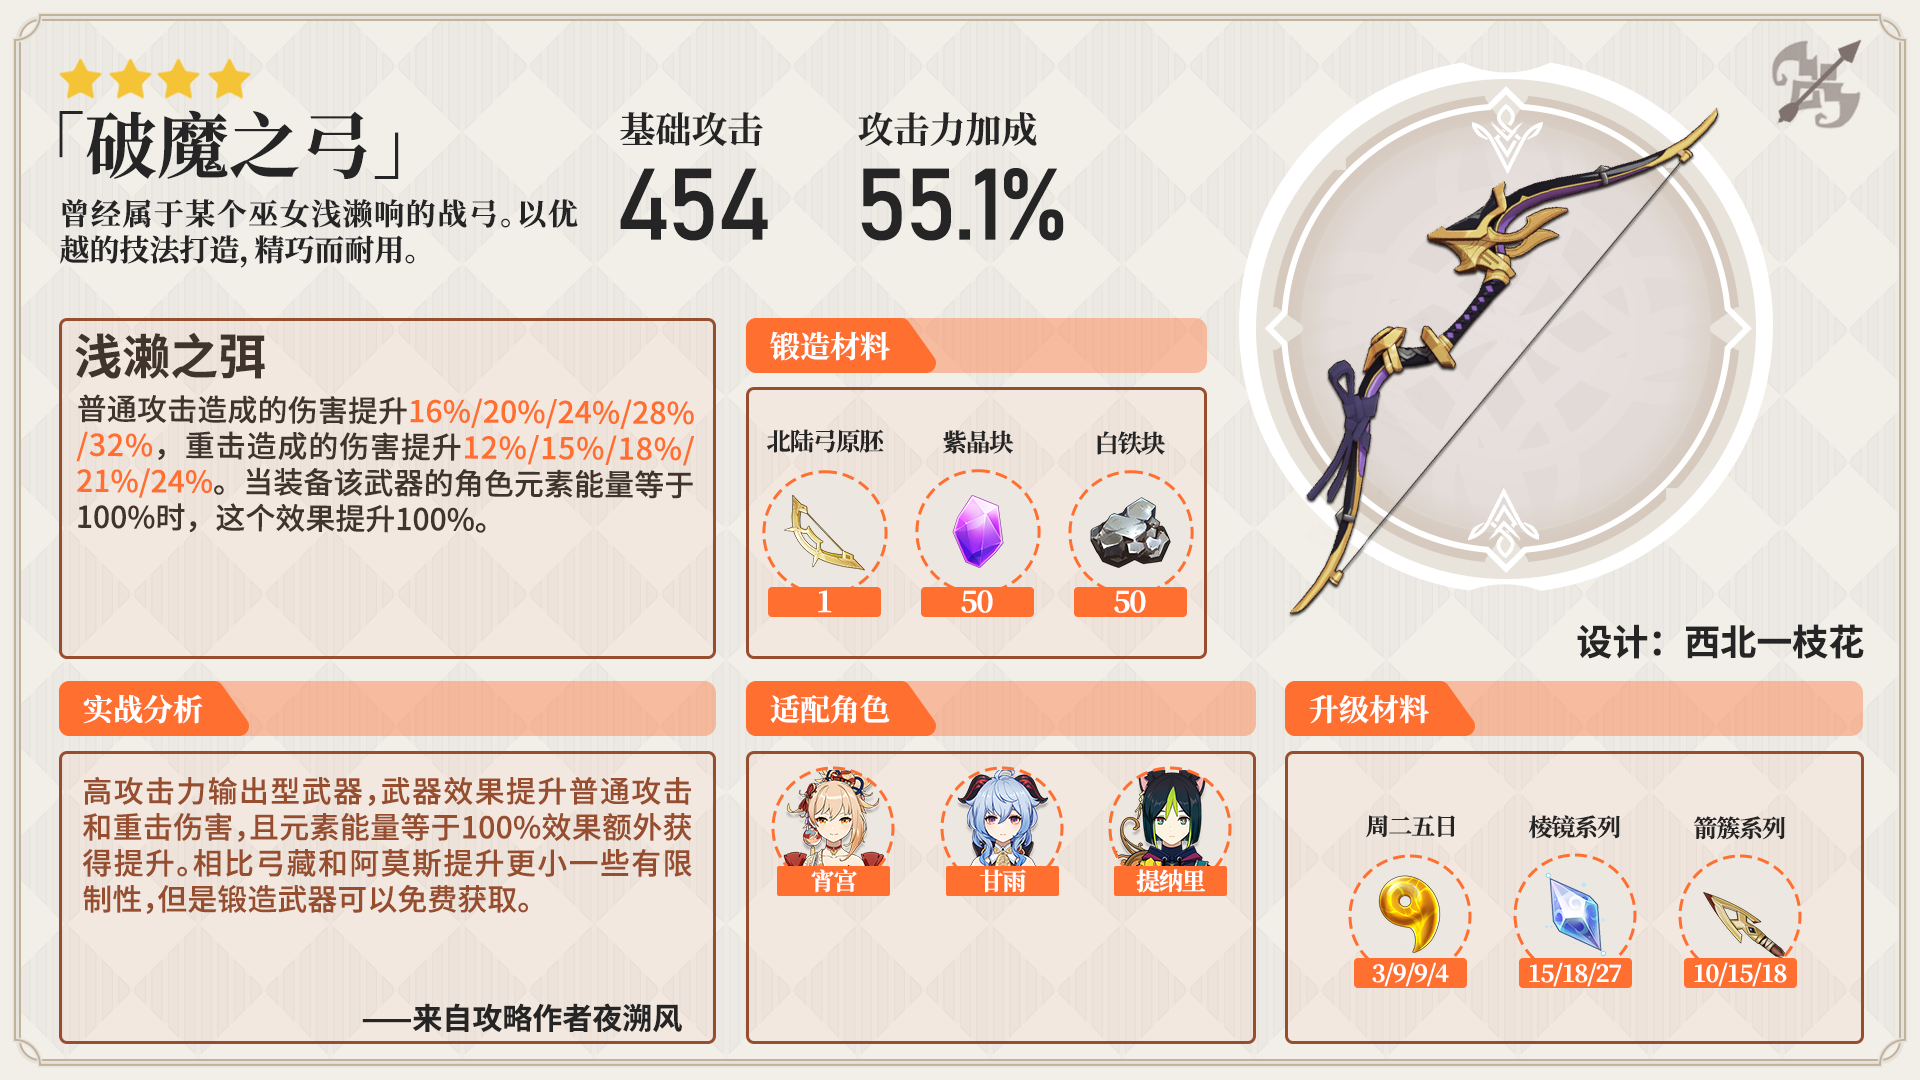 「破魔之弓」
曾经属于某个巫女浅濑响的战弓。以优
越的技法打造,精巧而耐用。
基础攻击
454
攻击力加成
55.1%
浅濑之弭
普通攻击造成的伤害提升16%/20%/24%/28%
/32%，重击造成的伤害提升12%/15%/18%/
21%/24%。当装备该武器的角色元素能量等于
100%时，这个效果提升100%。
锻造材料
北陆弓原胚
紫晶块
白铁块
1
50
50
设计：西北一枝花
实战分析
高攻击力输出型武器,武器效果提升普通攻击
和重击伤害,且元素能量等于100%效果额外获
得提升。相比弓藏和阿莫斯提升更小一些有限
制性,但是锻造武器可以免费获取。
——来自攻略作者夜溯风
适配角色
宵宫
甘雨
提纳里
升级材料
周二五日
棱镜系列
箭簇系列
3/9/9/4
15/18/27
10/15/18